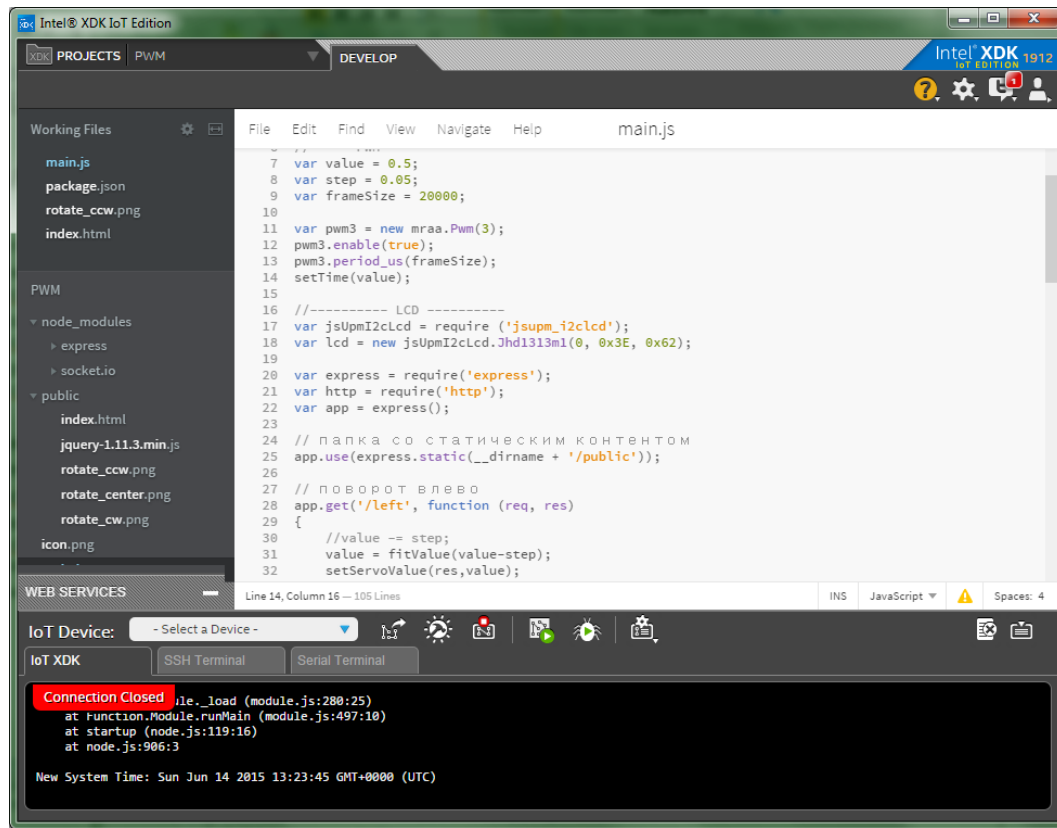 Intel® XDK IoT Edition
XDK PROJECTS PWM DEVELOP Intel® XDK 1912
IoT EDITION
1
Working Files
main.js
package.json
rotate_ccw.png
index.html
PWM
node_modules
express
socket.io
public
index.html
jquery-1.11.3.min.js
rotate_ccw.png
rotate_center.png
rotate_cw.png
icon.png
File Edit Find View Navigate Help main.js
7 var value = 0.5;
8 var step = 0.05;
9 var frameSize = 20000;
10
11 var pwm3 = new mraa.Pwm(3);
12 pwm3.enable(true);
13 pwm3.period_us(frameSize);
14 setTime(value);
15
16 //---------- LCD ----------
17 var jsUpmI2cLcd = require ('jsupm_i2clcd');
18 var lcd = new jsUpmI2cLcd.Jhd1313m1(0, 0x3E, 0x62);
19
20 var express = require('express');
21 var http = require('http');
22 var app = express();
23
24 // папка со статическим контентом
25 app.use(express.static(__dirname + '/public'));
26
27 // поворот влево
28 app.get('/left', function (req, res)
29 {
30     //value -= step;
31     value = fitValue(value-step);
32     setServoValue(res,value);
WEB SERVICES
Line 14, Column 16 — 105 Lines INS JavaScript Spaces: 4
IoT Device: - Select a Device -
IoT XDK SSH Terminal Serial Terminal
Connection Closed
le._load (module.js:280:25)
at Function.Module.runMain (module.js:497:10)
at startup (node.js:119:16)
at node.js:906:3
New System Time: Sun Jun 14 2015 13:23:45 GMT+0000 (UTC)